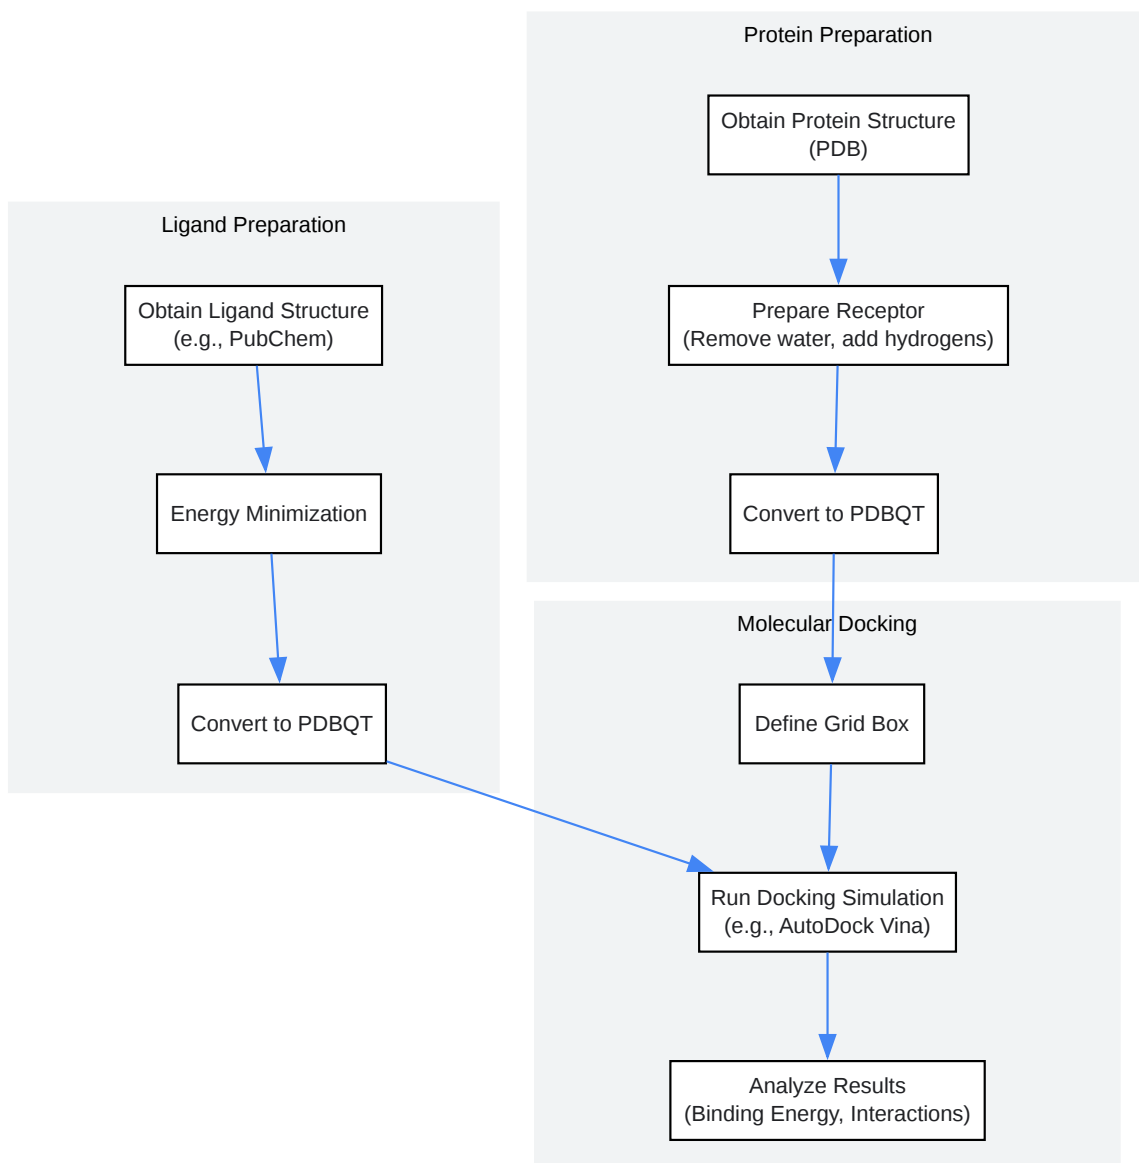 Protein Preparation
Obtain Protein Structure
(PDB)
Prepare Receptor
(Remove water, add hydrogens)
Convert to PDBQT
Ligand Preparation
Obtain Ligand Structure
(e.g., PubChem)
Energy Minimization
Convert to PDBQT
Molecular Docking
Define Grid Box
Run Docking Simulation
(e.g., AutoDock Vina)
Analyze Results
(Binding Energy, Interactions)